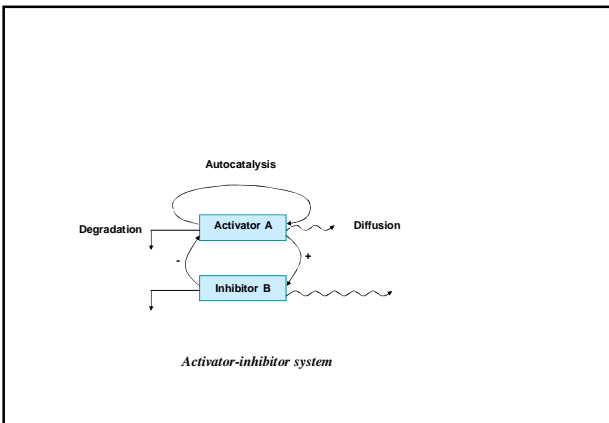 Autocatalysis
Degradation
Activator A
Diffusion
-
+
Inhibitor B
Activator-inhibitor system